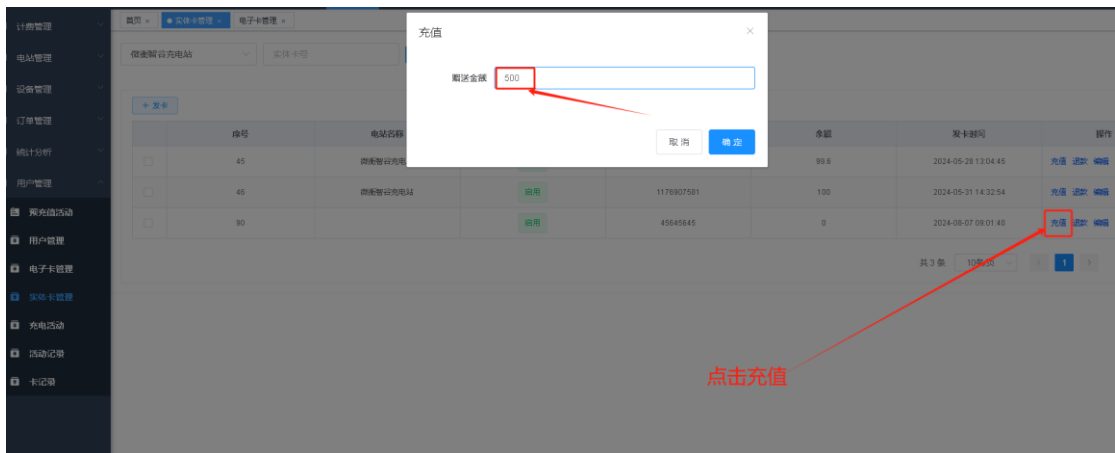 计费管理
首页 × 实体卡管理 × 电子卡管理 ×
充值 ×
电站管理
微衡智谷充电站 实体卡号
设备管理
赠送金额 500
+ 发卡
订单管理
取消 确定
序号 电站名称 余额 发卡时间 操作
统计分析
45 微衡智谷充电 99.6 2024-05-28 13:04:45 充值 退款 编辑
用户管理
46 微衡智谷充电站 启用 1176907581 100 2024-05-31 14:32:54 充值 退款 编辑
预充值活动
90 启用 45645645 0 2024-08-07 09:01:46 充值 退款 编辑
用户管理
电子卡管理
共 3 条 10条/页 1
实体卡管理
充电活动
活动记录
点击充值
卡记录